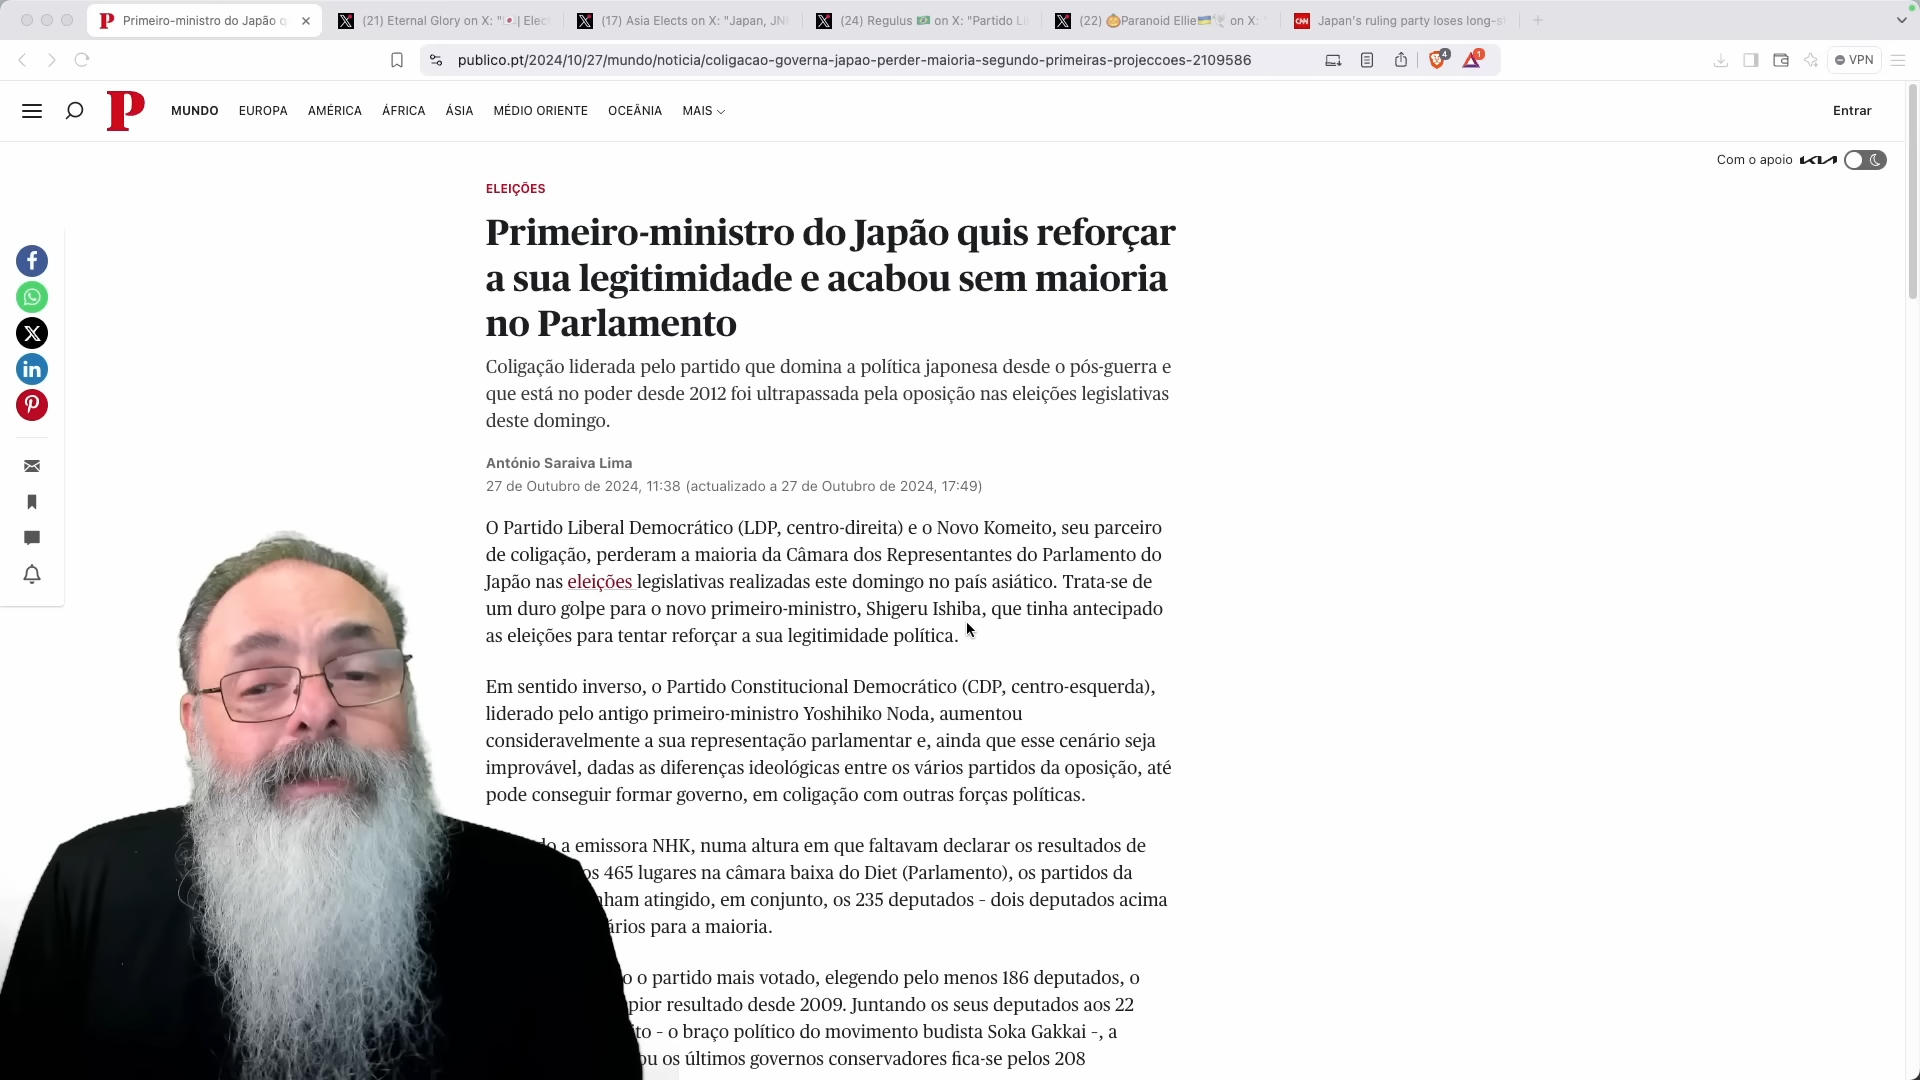 Primeiro-ministro do Japão q
(21) Eternal Glory on X: "🇯🇵| Elec
(17) Asia Elects on X: "Japan, JN
(24) Regulus 🇧🇷 on X: "Partido Li
(22) 🎃Paranoid Ellie on X: "
CNN
Japan's ruling party loses long-s
publico.pt/2024/10/27/mundo/noticia/coligacao-governa-japao-perder-maioria-segundo-primeiras-projeccoes-2109586
4
1
VPN
P
MUNDO EUROPA AMÉRICA ÁFRICA ÁSIA MÉDIO ORIENTE OCEÂNIA MAIS
Entrar
Com o apoio KIA
ELEIÇÕES
Primeiro-ministro do Japão quis reforçar
a sua legitimidade e acabou sem maioria
no Parlamento
Coligação liderada pelo partido que domina a política japonesa desde o pós-guerra e
que está no poder desde 2012 foi ultrapassada pela oposição nas eleições legislativas
deste domingo.
António Saraiva Lima
27 de Outubro de 2024, 11:38 (actualizado a 27 de Outubro de 2024, 17:49)
O Partido Liberal Democrático (LDP, centro-direita) e o Novo Komeito, seu parceiro
de coligação, perderam a maioria da Câmara dos Representantes do Parlamento do
Japão nas eleições legislativas realizadas este domingo no país asiático. Trata-se de
um duro golpe para o novo primeiro-ministro, Shigeru Ishiba, que tinha antecipado
as eleições para tentar reforçar a sua legitimidade política.
Em sentido inverso, o Partido Constitucional Democrático (CDP, centro-esquerda),
liderado pelo antigo primeiro-ministro Yoshihiko Noda, aumentou
consideravelmente a sua representação parlamentar e, ainda que esse cenário seja
improvável, dadas as diferenças ideológicas entre os vários partidos da oposição, até
pode conseguir formar governo, em coligação com outras forças políticas.
a emissora NHK, numa altura em que faltavam declarar os resultados de
os 465 lugares na câmara baixa do Diet (Parlamento), os partidos da
atingido, em conjunto, os 235 deputados - dois deputados acima
para a maioria.
o partido mais votado, elegendo pelo menos 186 deputados, o
pior resultado desde 2009. Juntando os seus deputados aos 22
- o braço político do movimento budista Soka Gakkai -, a
os últimos governos conservadores fica-se pelos 208